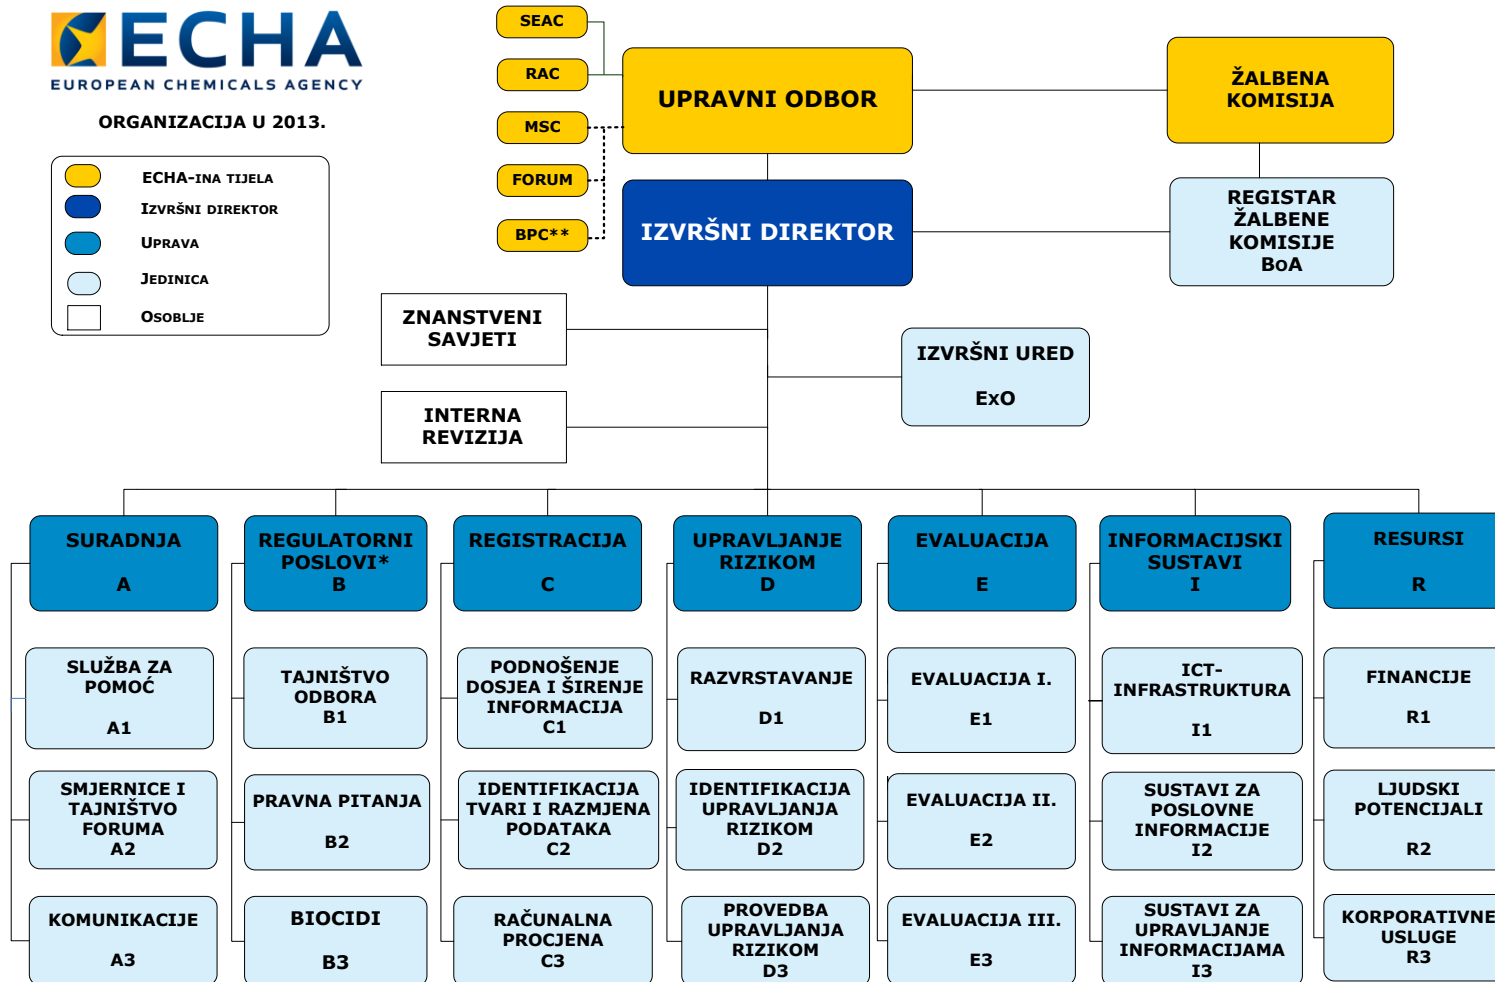 ECHA
EUROPEAN CHEMICALS AGENCY
ORGANIZACIJA U 2013.
ECHA-INA TIJELA
IZVRŠNI DIREKTOR
UPRAVA
JEDINICA
OSOBLJE
SEAC
RAC
MSC
FORUM
BPC**
UPRAVNI ODBOR
ŽALBENA
KOMISIJA
IZVRŠNI DIREKTOR
REGISTAR
ŽALBENE
KOMISIJE
BOA
ZNANSTVENI
SAVJETI
IZVRŠNI URED
ExO
INTERNA
REVIZIJA
SURADNJA
A
REGULATORNI
POSLOVI*
B
REGISTRACIJA
C
UPRAVLJANJE
RIZIKOM
D
EVALUACIJA
E
INFORMACIJSKI
SUSTAVI
I
RESURSI
R
SLUŽBA ZA
POMOĆ
A1
TAJNIŠTVO
ODBORA
B1
PODNOŠENJE
DOSJEA I ŠIRENJE
INFORMACIJA
C1
RAZVRSTAVANJE
D1
EVALUACIJA I.
E1
ICT-
INFRASTRUKTURA
I1
FINANCIJE
R1
SMJERNICE I
TAJNIŠTVO
FORUMA
A2
PRAVNA PITANJA
B2
IDENTIFIKACIJA
TVARI I RAZMJENA
PODATAKA
C2
IDENTIFIKACIJA
UPRAVLJANJA
RIZIKOM
D2
EVALUACIJA II.
E2
SUSTAVI ZA
POSLOVNE
INFORMACIJE
I2
LJUDSKI
POTENCIJALI
R2
KOMUNIKACIJE
A3
BIOCIDI
B3
RAČUNALNA
PROCJENA
C3
PROVEDBA
UPRAVLJANJA
RIZIKOM
D3
EVALUACIJA III.
E3
SUSTAVI ZA
UPRAVLJANJE
INFORMACIJAMA
I3
KORPORATIVNE
USLUGE
R3